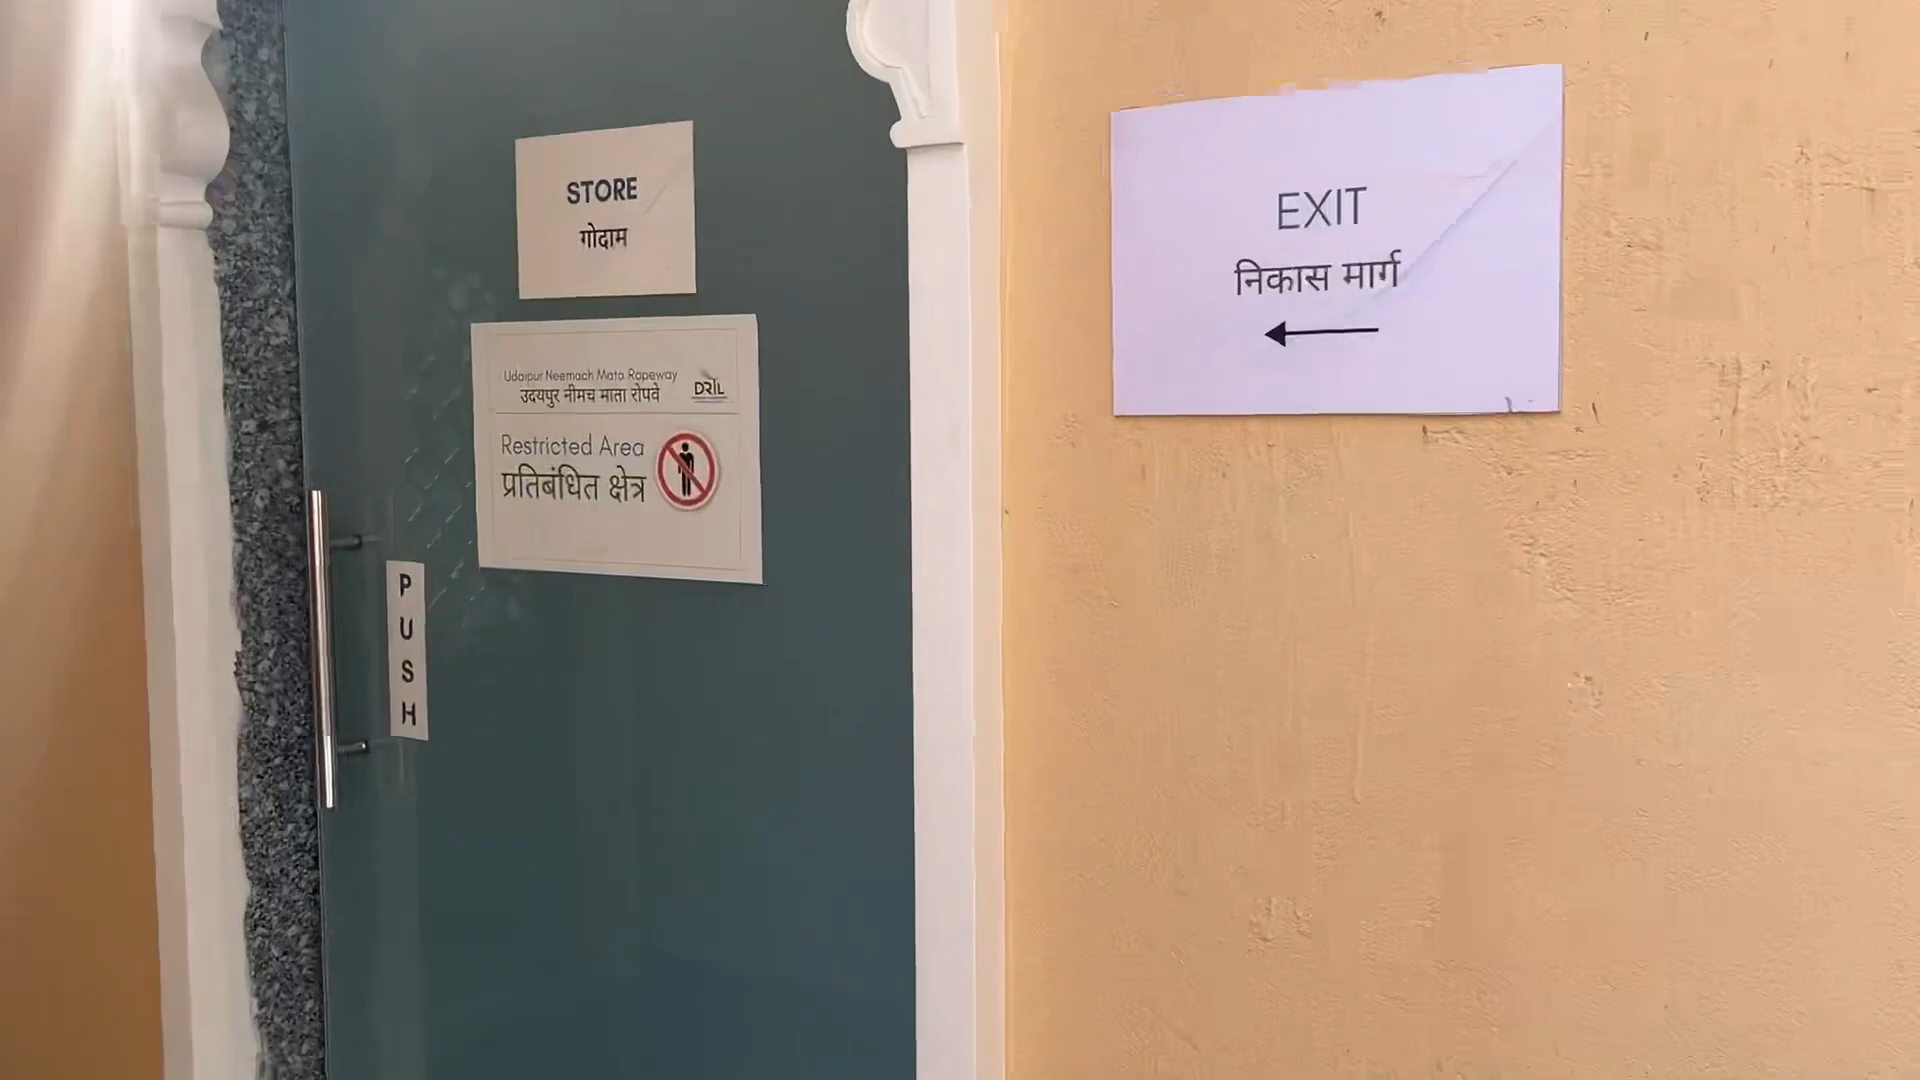 STORE
गोदाम
Udaipur Neemach Mata Ropeway
उदयपुर नीमच माता रोपवे
DRIL
Restricted Area
प्रतिबंधित क्षेत्र
P
U
S
H
EXIT
निकास मार्ग